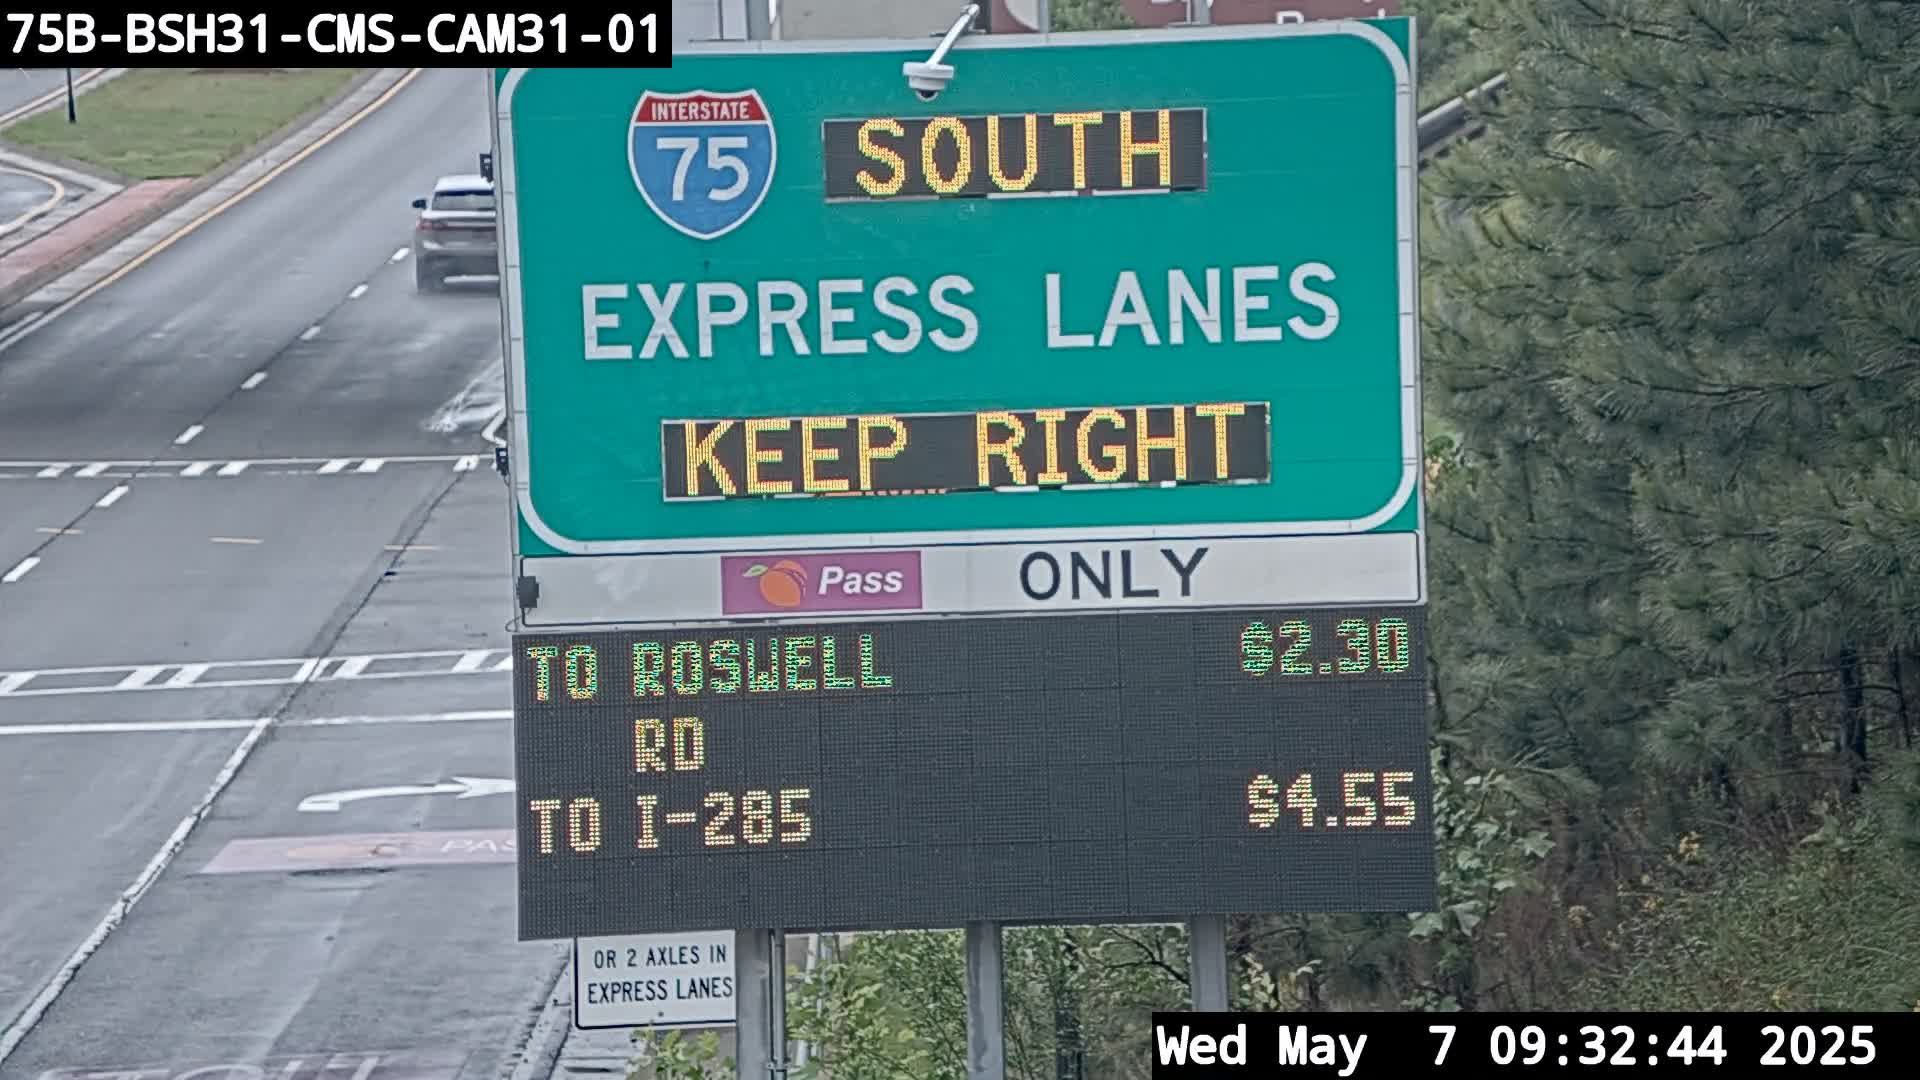 75B-BSH31-CMS-CAM31-01
INTERSTATE
75
SOUTH
EXPRESS LANES
KEEP RIGHT
Pass ONLY
TO ROSWELL $2.30
RD
TO I-285 $4.55
OR 2 AXLES IN
EXPRESS LANES
Wed May 7 09:32:44 2025